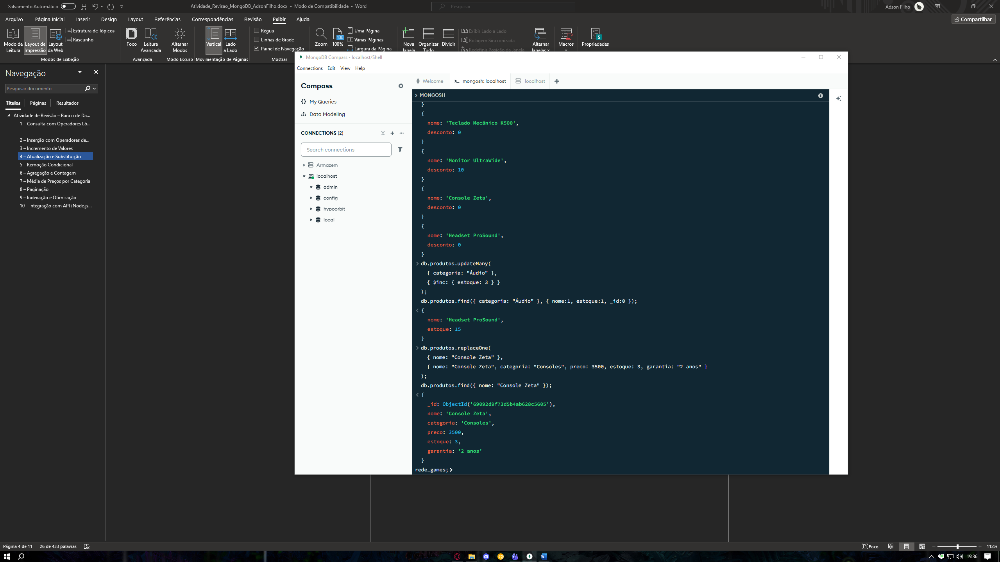 Salvamento Automático
Atividade_Revisao_MongoDB_AdsonFilho.docx - Modo de Compatibilidade - Word
Pesquisar
Adson Filho
Arquivo Página Inicial Inserir Design Layout Referências Correspondências Revisão Exibir Ajuda
Compartilhar
Modo de Leitura
Layout de Impressão
Layout da Web
Estrutura de Tópicos
Rascunho
Modos de Exibição
Foco
Leitura Avançada
Avançada
Alternar Modos
Modo Escuro
Vertical
Lado a Lado
Movimentação de Páginas
Régua
Linhas de Grade
Painel de Navegação
Mostrar
Zoom
100
100%
Uma Página
Várias Páginas
Largura da Página
Nova Janela
Organizar Tudo
Dividir
Exibir Lado a Lado
Rolagem Sincronizada
Redefinir Posição da Janela
Alternar Janelas
Macros
S
Propriedades
Navegação
Pesquisar documento
Títulos Páginas Resultados
Atividade de Revisão – Banco de Da...
1 – Consulta com Operadores Ló...
2 – Inserção com Operadores de...
3 – Incremento de Valores
4 – Atualização e Substituição
5 – Remoção Condicional
6 – Agregação e Contagem
7 – Média de Preços por Categoria
8 – Paginação
9 – Indexação e Otimização
10 – Integração com API (Node.js...
MongoDB Compass - localhost/Shell
Connections Edit View Help
Compass
{} My Queries
Data Modeling
CONNECTIONS (2)
Search connections
Armazem
localhost
admin
config
hypoorbit
local
Welcome
>_ mongosh: localhost
localhost
>_MONGOSH
}
{
nome: 'Teclado Mecânico K500',
desconto: 0
}
{
nome: 'Monitor UltraWide',
desconto: 10
}
{
nome: 'Console Zeta',
desconto: 0
}
{
nome: 'Headset ProSound',
desconto: 0
}
> db.produtos.updateMany(
{ categoria: "Áudio" },
{ $inc: { estoque: 3 } }
);
db.produtos.find({ categoria: "Áudio" }, { nome:1, estoque:1, _id:0 });
< {
nome: 'Headset ProSound',
estoque: 15
}
> db.produtos.replaceOne(
{ nome: "Console Zeta" },
{ nome: "Console Zeta", categoria: "Consoles", preco: 3500, estoque: 3, garantia: "2 anos" }
);
db.produtos.find({ nome: "Console Zeta" });
< {
_id: ObjectId('69092d9f73d5b4ab628c5605'),
nome: 'Console Zeta',
categoria: 'Consoles',
preco: 3500,
estoque: 3,
garantia: '2 anos'
}
rede_games;>
Página 4 de 11 26 de 433 palavras
Foco
112%
19:36